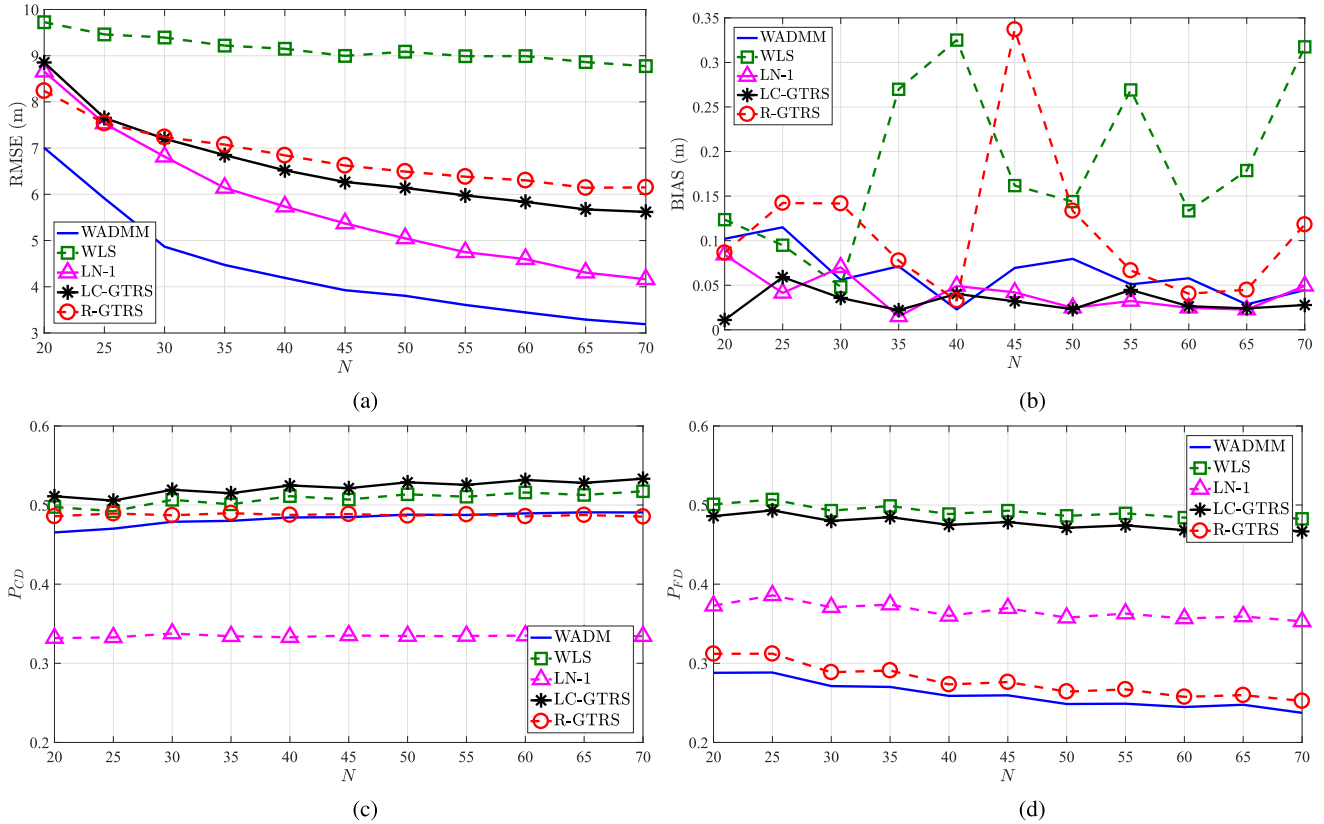 10
9
8
7
6
5
4
3
RMSE (m)
WADMM
WLS
LN-1
LC-GTRS
R-GTRS
20 25 30 35 40 45 50 55 60 65 70
N
(a)
0.35
0.3
0.25
0.2
0.15
0.1
0.05
0
BIAS (m)
WADMM
WLS
LN-1
LC-GTRS
R-GTRS
20 25 30 35 40 45 50 55 60 65 70
N
(b)
0.6
0.5
0.4
0.3
0.2
P_{CD}
WADM
WLS
LN-1
LC-GTRS
R-GTRS
20 25 30 35 40 45 50 55 60 65 70
N
(c)
0.6
0.5
0.4
0.3
0.2
P_{FD}
WADMM
WLS
LN-1
LC-GTRS
R-GTRS
20 25 30 35 40 45 50 55 60 65 70
N
(d)